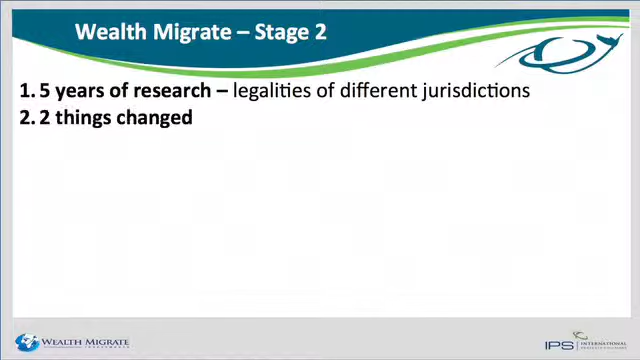 Wealth Migrate – Stage 2
1. 5 years of research – legalities of different jurisdictions
2. 2 things changed
WEALTH MIGRATE
IPS INTERNATIONAL